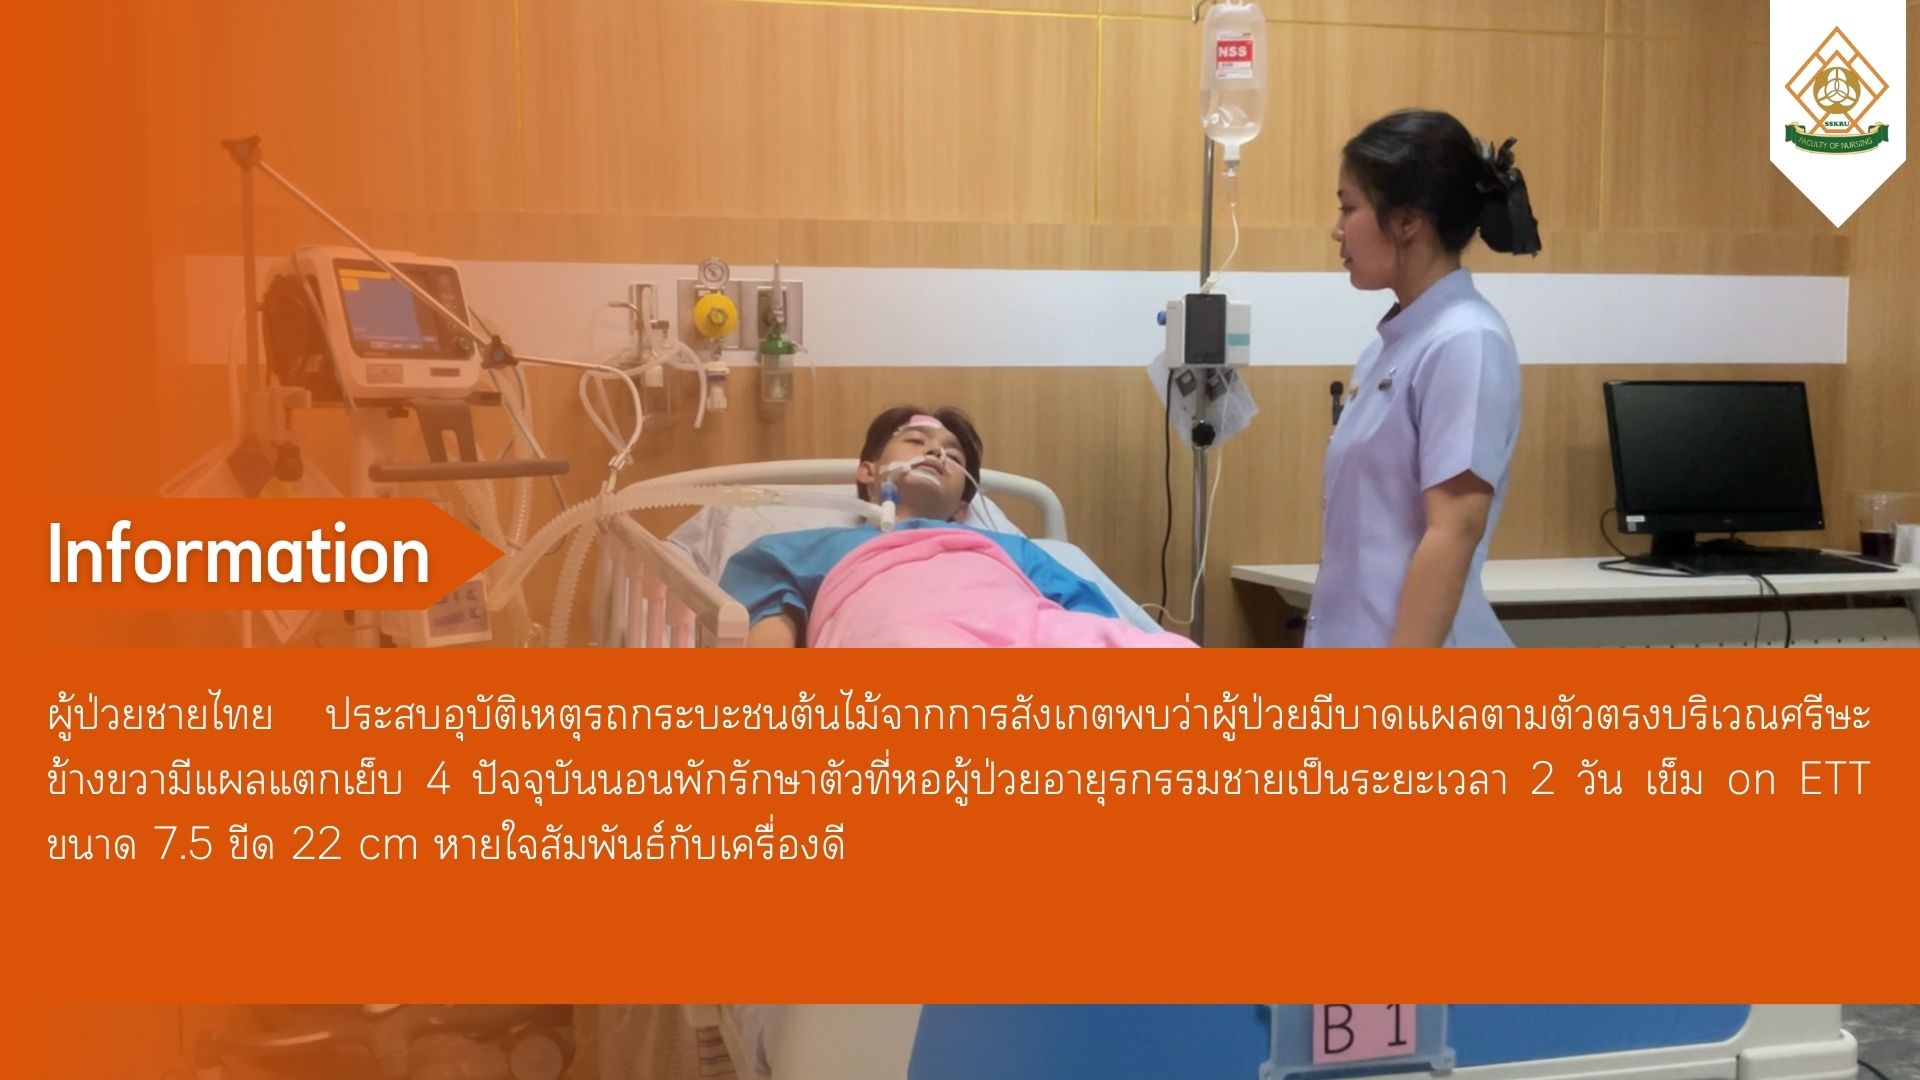 NSS
SSKRU
FACULTY OF NURSING
Information
ผู้ป่วยชายไทย ประสบอุบัติเหตุรถกระบะชนต้นไม้จากการสังเกตพบว่าผู้ป่วยมีบาดแผลตามตัวตรงบริเวณศรีษะ
ข้างขวามีแผลแตกเย็บ 4 ปัจจุบันนอนพักรักษาตัวที่หอผู้ป่วยอายุรกรรมชายเป็นระยะเวลา 2 วัน เข็ม on ETT
ขนาด 7.5 ขีด 22 cm หายใจสัมพันธ์กับเครื่องดี
B 1